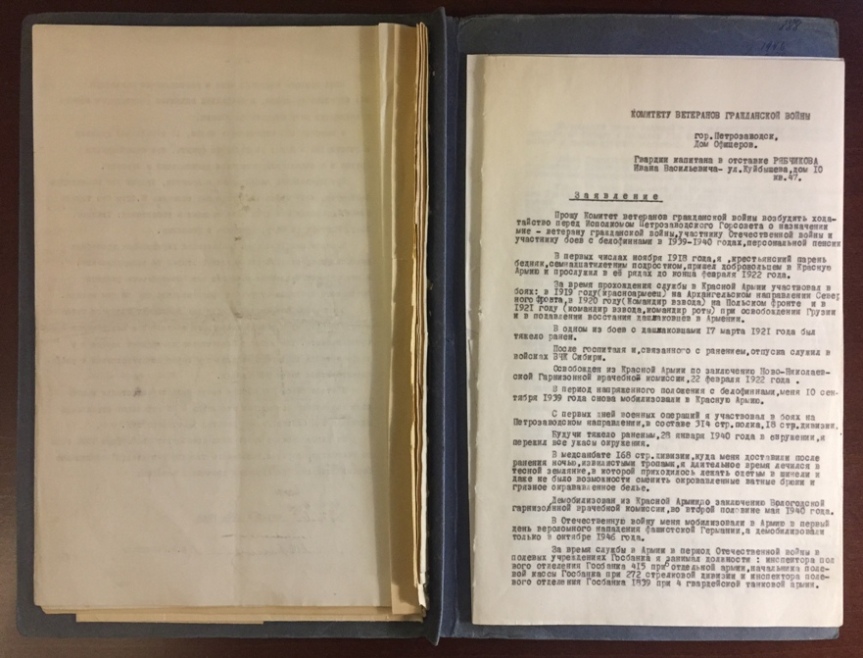 КОМИТЕТУ ВЕТЕРАНОВ ГРАЖДАНСКОЙ ВОЙНЫ
гор.Петрозаводск,
Дом Офицеров.
Гвардии капитана в отставке РЯБЧИКОВА
Ивана Васильевича- ул.Куйбышева,дом 10
кв.47.
Заявление
Прошу Комитет ветеранов гражданской войны возбудить хода-
тайство перед Исполкомом Петрозаводского Горсовета о назначении
мне - ветерану гражданской войны,участнику Отечественной войны и
участнику боев с белофиннами в 1939-1940 годах,персональной пенсии
В первых числах ноября 1918 года,я ,крестьянский парень
бедняк,семнадцатилетним подростком,пришел добровольцем в Красную
Армию и прослужил в её рядах до конца февраля 1922 года.
За время прохождения службы в Красной Армии участвовал в
боях: в 1919 году(красноармеец) на Архангельском направлении Север
ного фронта,в 1920 году(Командир взвода) на Польском фронте и в
1921 году (командир взвода,командир роты) при освобождении Грузии
и в подавлении восстания дашнаковцев в Армении.
В одном из боев с дашнаковцами 17 марта 1921 года был
тяжело ранен.
После госпиталя и,связанного с ранением,отпуска служил в
войсках ВЧК Сибири.
Освобожден из Красной Армии по заключению Ново-Николаев-
ской Гарнизонной врачебной комиссии,22 февраля 1922 года .
В период напряженного положения с белофиннами,меня 10 сен-
тября 1939 года снова мобилизовали в Красную Армию.
С первых дней военных операций я участвовал в боях на
Петрозаводском направлении,в составе 314 стр.полка,18 стр.дивизии.
Будучи тяжело раненым,28 января 1940 года в окружении,я
пережил все ужасы окружения.
В медсанбате 168 стр.дивизии,куда меня доставили после
ранения ночью,извилистыми тропами,я длительное время лечился в
тесной землянке,в которой приходилось лежать одетым в шинели и
даже не было возможности сменить окровавленные ватные брюки и
грязное окровавленное белье.
Демобилизован из Красной Армии по заключению Вологодской
гарнизонной врачебной комиссии,во второй половине мая 1940 года.
В Отечественную войну меня мобилизовали в Армию в первый
день вероломного нападения фашистской Германии,а демобилизовали
только в октябре 1946 года.
За время службы в Армии в период Отечественной войны в
полевых учреждениях Госбанка я занимал должности : инспектора пол
вого отделения Госбанка 415 при отдельной армии,начальника поле-
вой кассы Госбанка при 272 стрелковой дивизии и инспектора поле-
вого отделения Госбанка 1839 при 4 гвардейской танковой армии.